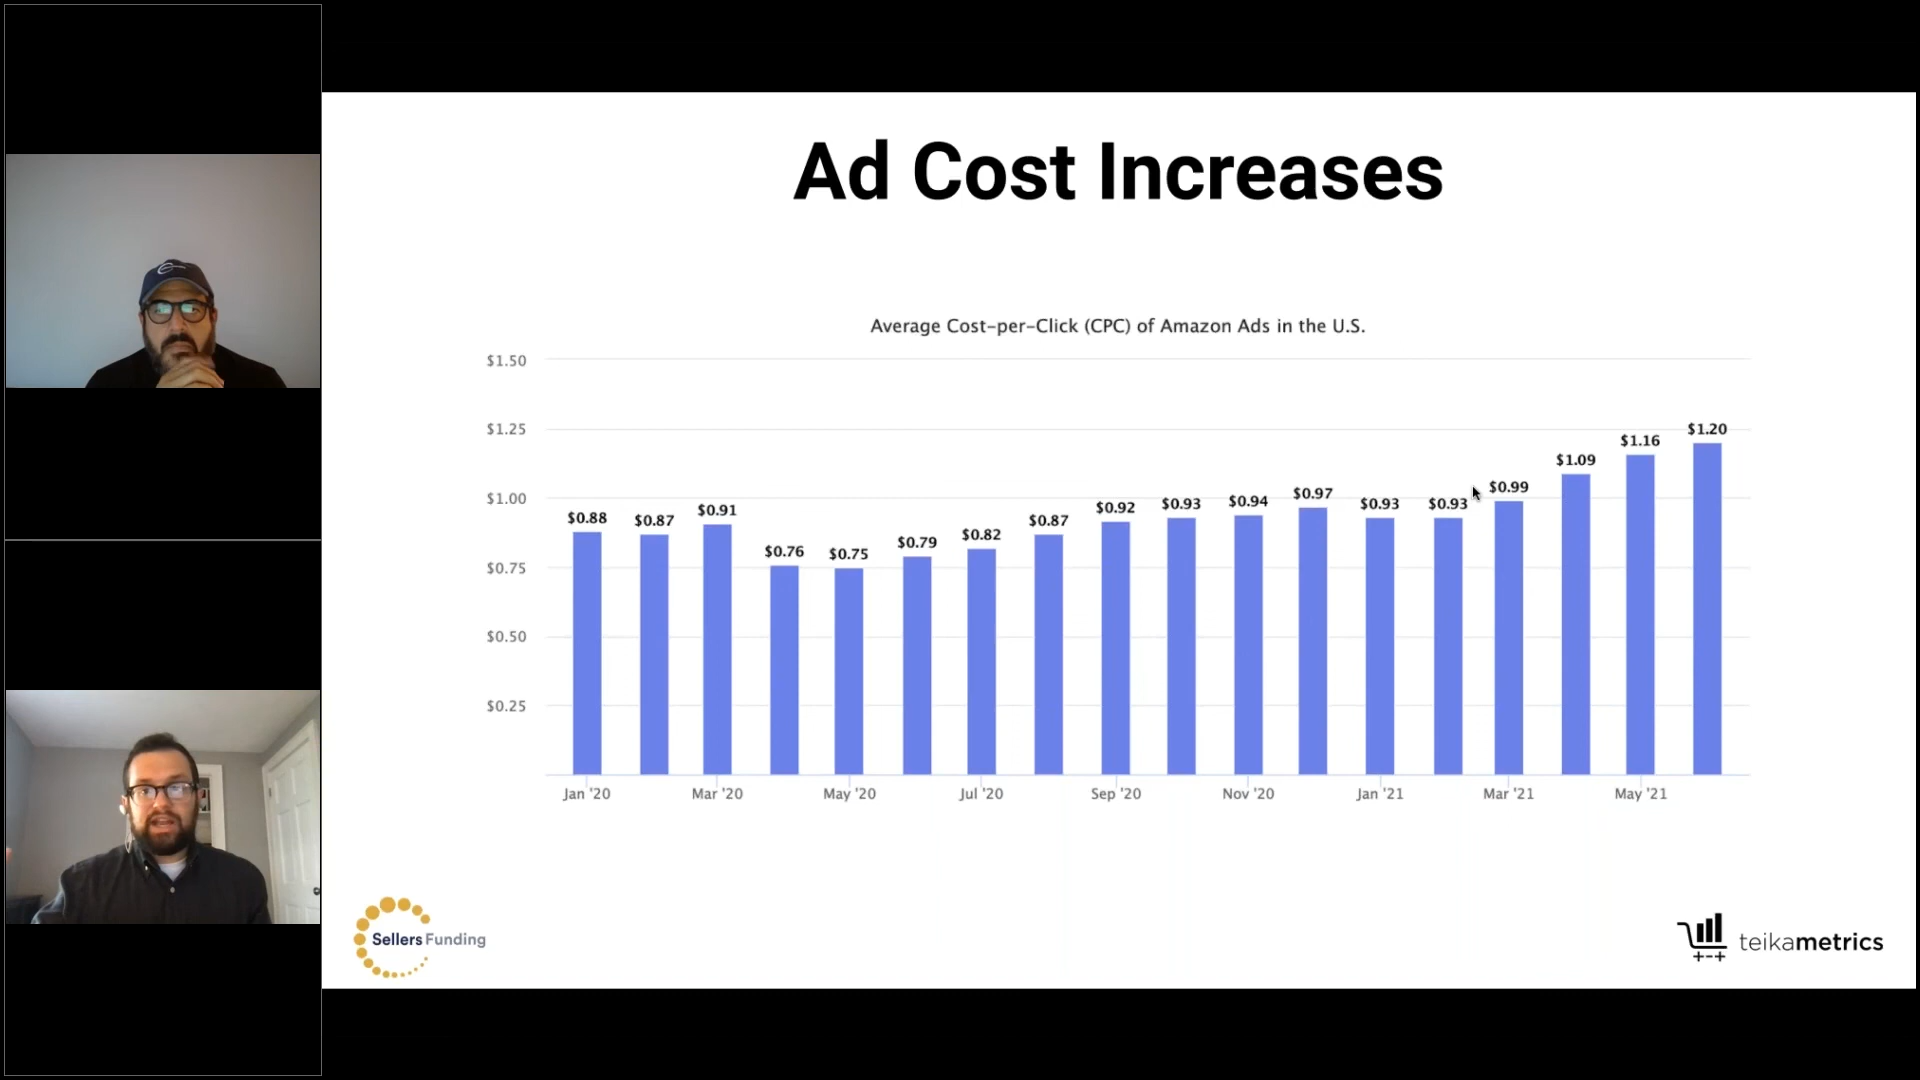 Ad Cost Increases
Average Cost-per-Click (CPC) of Amazon Ads in the U.S.
$1.50
$1.25
$1.00
$0.75
$0.50
$0.25
$0.88
$0.87
$0.91
$0.76
$0.75
$0.79
$0.82
$0.87
$0.92
$0.93
$0.94
$0.97
$0.93
$0.93
$0.99
$1.09
$1.16
$1.20
Jan '20
Mar '20
May '20
Jul '20
Sep '20
Nov '20
Jan '21
Mar '21
May '21
SellersFunding
teikametrics